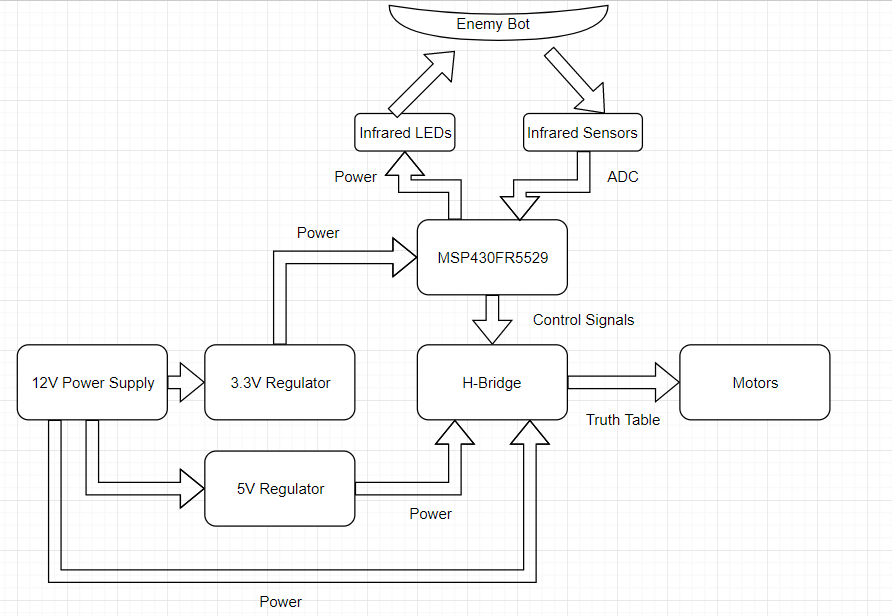 Enemy Bot
Infrared LEDs
Infrared Sensors
Power
ADC
Power
MSP430FR5529
Control Signals
12V Power Supply
3.3V Regulator
H-Bridge
Motors
Truth Table
5V Regulator
Power
Power